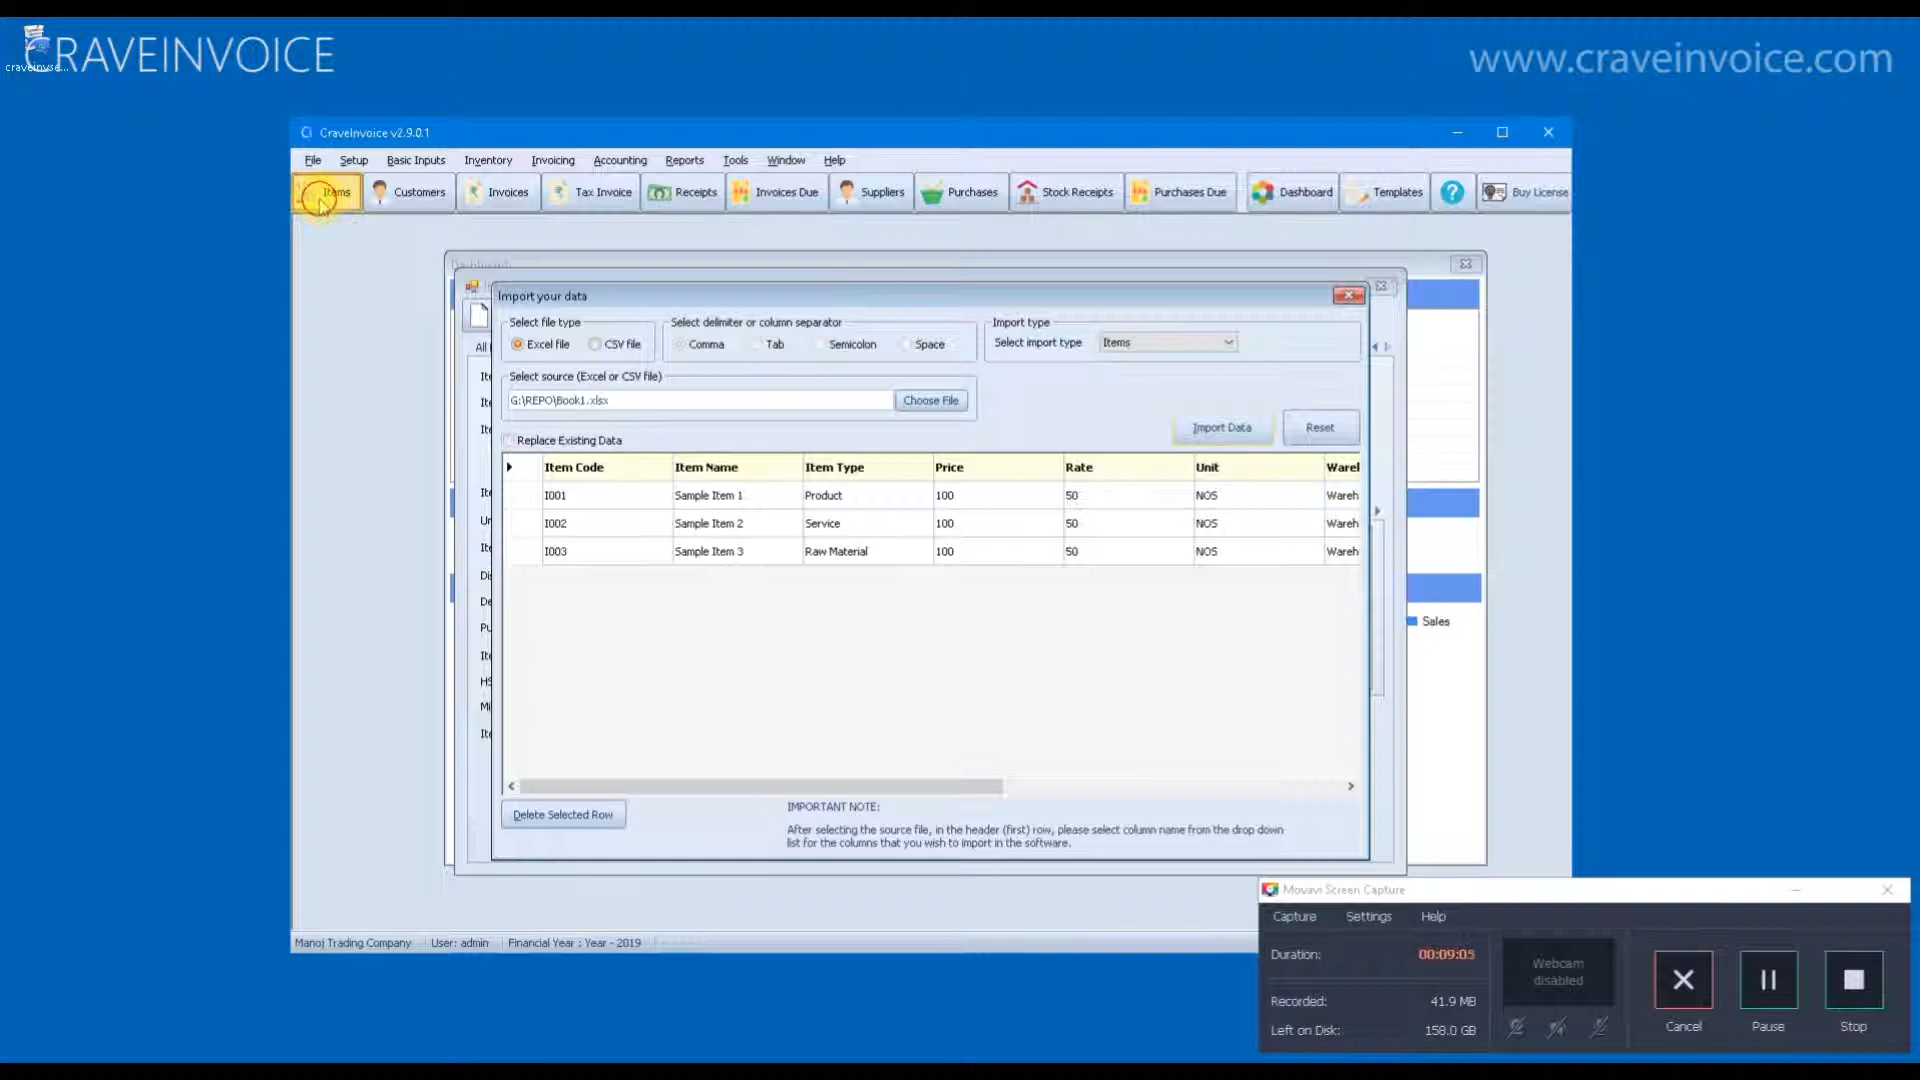 CRAVEINVOICE
craveinvse...
www.craveinvoice.com
CraveInvoice v2.9.0.1
File Setup Basic Inputs Inventory Invoicing Accounting Reports Tools Window Help
Items Customers Invoices Tax Invoice Receipts Invoices Due Suppliers Purchases Stock Receipts Purchases Due Dashboard Templates ? Buy License
Import your data
Select file type Select delimiter or column separator Import type
Excel file CSV file Comma Tab Semicolon Space Select import type Items
All
Select source (Excel or CSV file)
G:\REPO\Book1.xlsx Choose File
Import Data Reset
Replace Existing Data
Item Code Item Name Item Type Price Rate Unit Warel
I001 Sample Item 1 Product 100 50 NOS Wareh
I002 Sample Item 2 Service 100 50 NOS Wareh
I003 Sample Item 3 Raw Material 100 50 NOS Wareh
Sales
Delete Selected Row
IMPORTANT NOTE:
After selecting the source file, in the header (first) row, please select column name from the drop down
list for the columns that you wish to import in the software.
Manoj Trading Company User: admin Financial Year : Year - 2019
Movavi Screen Capture
Capture Settings Help
Duration: 00:09:05
Webcam
disabled
Recorded: 41.9 MB
Left on Disk: 158.0 GB
Cancel Pause Stop